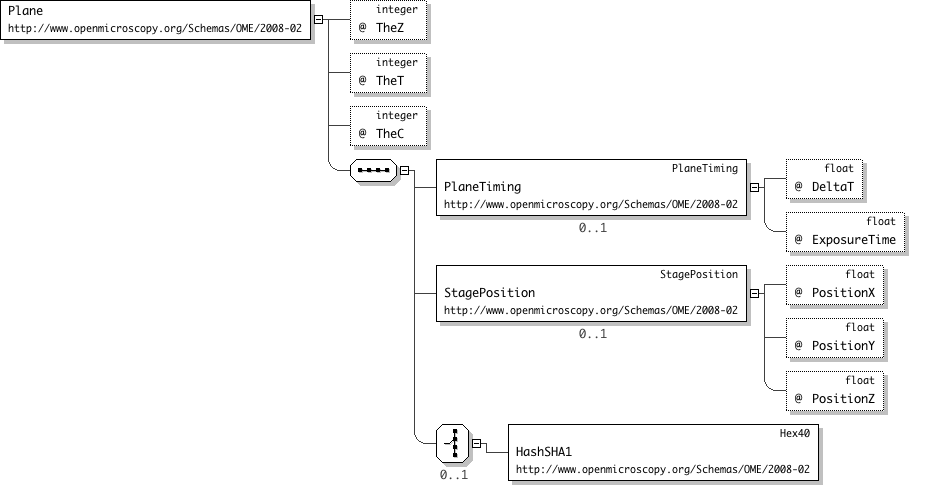 Plane
http://www.openmicroscopy.org/Schemas/OME/2008-02
integer
@ TheZ
integer
@ TheT
integer
@ TheC
PlaneTiming
PlaneTiming
http://www.openmicroscopy.org/Schemas/OME/2008-02
0..1
float
@ DeltaT
float
@ ExposureTime
StagePosition
StagePosition
http://www.openmicroscopy.org/Schemas/OME/2008-02
0..1
float
@ PositionX
float
@ PositionY
float
@ PositionZ
0..1
Hex40
HashSHA1
http://www.openmicroscopy.org/Schemas/OME/2008-02